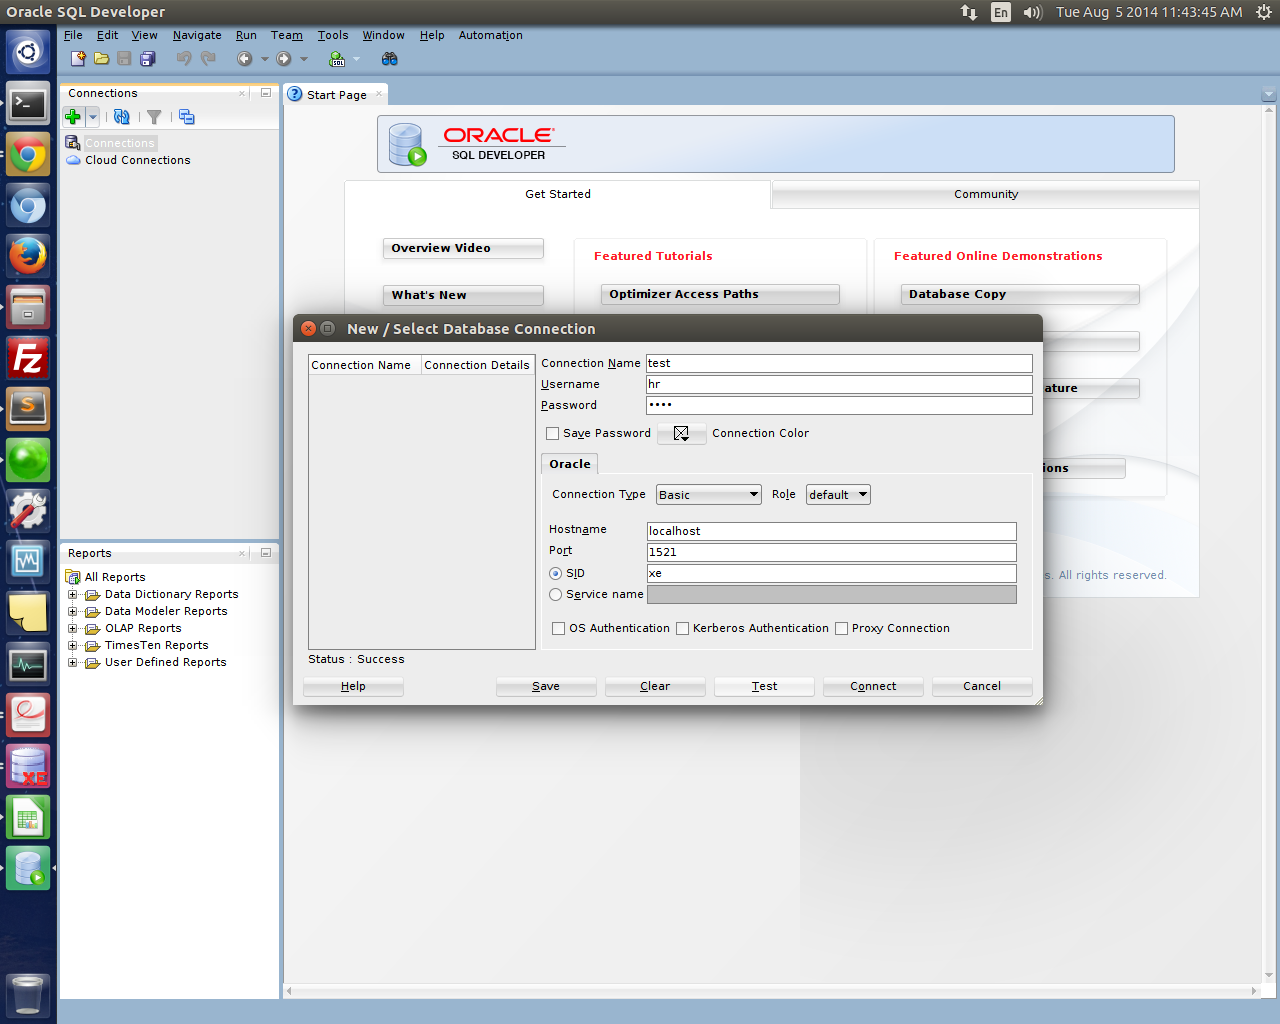 Oracle SQL Developer
En
Tue Aug 5 2014 11:43:45 AM
File Edit View Navigate Run Team Tools Window Help Automation
SQL
Connections
Connections
Cloud Connections
Start Page
ORACLE
SQL DEVELOPER
Get Started
Community
Overview Video
What's New
Featured Tutorials
Optimizer Access Paths
Featured Online Demonstrations
Database Copy
ature
ions
s. All rights reserved.
New / Select Database Connection
Connection Name Connection Details
Connection Name test
Username hr
Password ••••
Save Password Connection Color
Oracle
Connection Type Basic Role default
Hostname localhost
Port 1521
SID xe
Service name
OS Authentication Kerberos Authentication Proxy Connection
Status : Success
Help Save Clear Test Connect Cancel
Reports
All Reports
Data Dictionary Reports
Data Modeler Reports
OLAP Reports
TimesTen Reports
User Defined Reports
Fz
S
XE